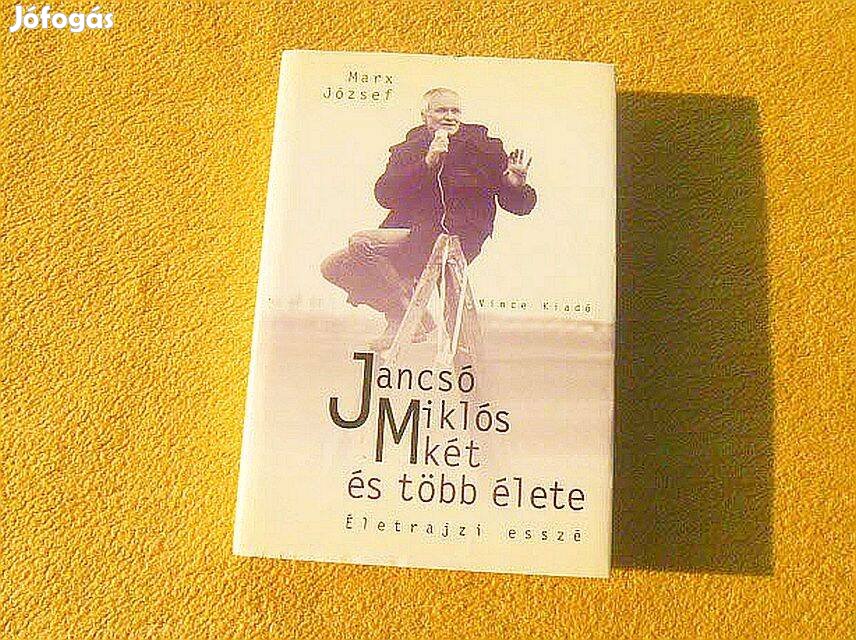 Jófogás
Marx
József
Vince Kiadó
Jancsó
Miklós
két
és több élete
Életrajzi esszé